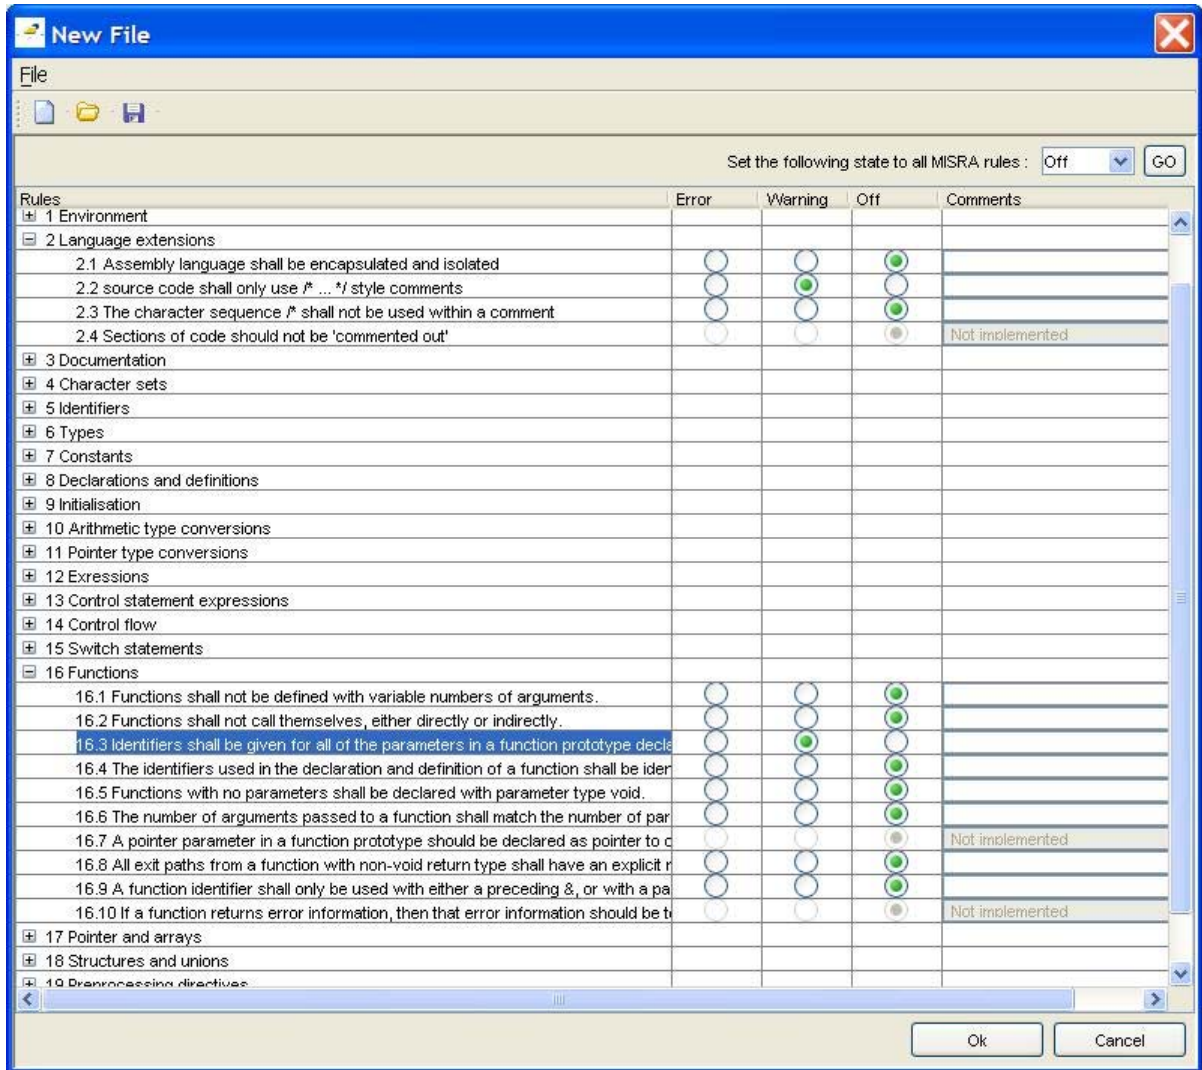 New File
File
Set the following state to all MISRA rules : Off GO
Rules Error Warning Off Comments
1 Environment
2 Language extensions
2.1 Assembly language shall be encapsulated and isolated
2.2 source code shall only use /* ... */ style comments
2.3 The character sequence /* shall not be used within a comment
2.4 Sections of code should not be 'commented out' Not implemented
3 Documentation
4 Character sets
5 Identifiers
6 Types
7 Constants
8 Declarations and definitions
9 Initialisation
10 Arithmetic type conversions
11 Pointer type conversions
12 Exressions
13 Control statement expressions
14 Control flow
15 Switch statements
16 Functions
16.1 Functions shall not be defined with variable numbers of arguments.
16.2 Functions shall not call themselves, either directly or indirectly.
16.3 Identifiers shall be given for all of the parameters in a function prototype decla
16.4 The identifiers used in the declaration and definition of a function shall be iden
16.5 Functions with no parameters shall be declared with parameter type void.
16.6 The number of arguments passed to a function shall match the number of par
16.7 A pointer parameter in a function prototype should be declared as pointer to c Not implemented
16.8 All exit paths from a function with non-void return type shall have an explicit r
16.9 A function identifier shall only be used with either a preceding &, or with a pa
16.10 If a function returns error information, then that error information should be te Not implemented
17 Pointer and arrays
18 Structures and unions
19 Preprocessing directives
Ok Cancel